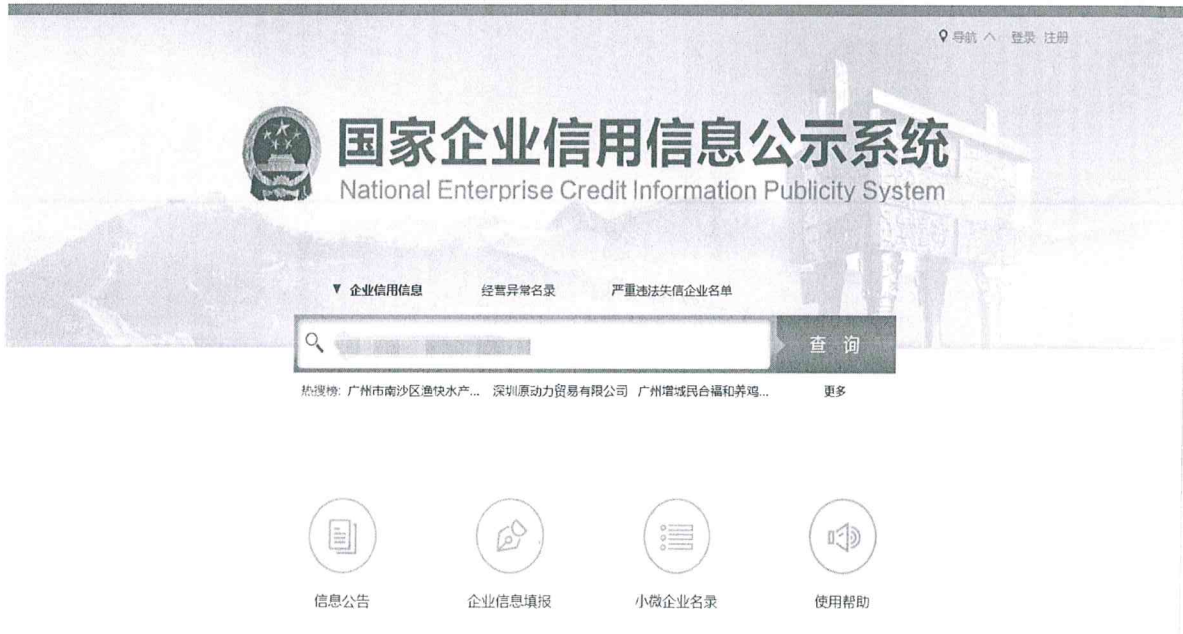 导航 登录 注册
国家企业信用信息公示系统
National Enterprise Credit Information Publicity System
企业信用信息 经营异常名录 严重违法失信企业名单
查询
热搜榜: 广州市南沙区渔快水产... 深圳原动力贸易有限公司 广州增城民合福和养鸡... 更多
信息公告 企业信息填报 小微企业名录 使用帮助